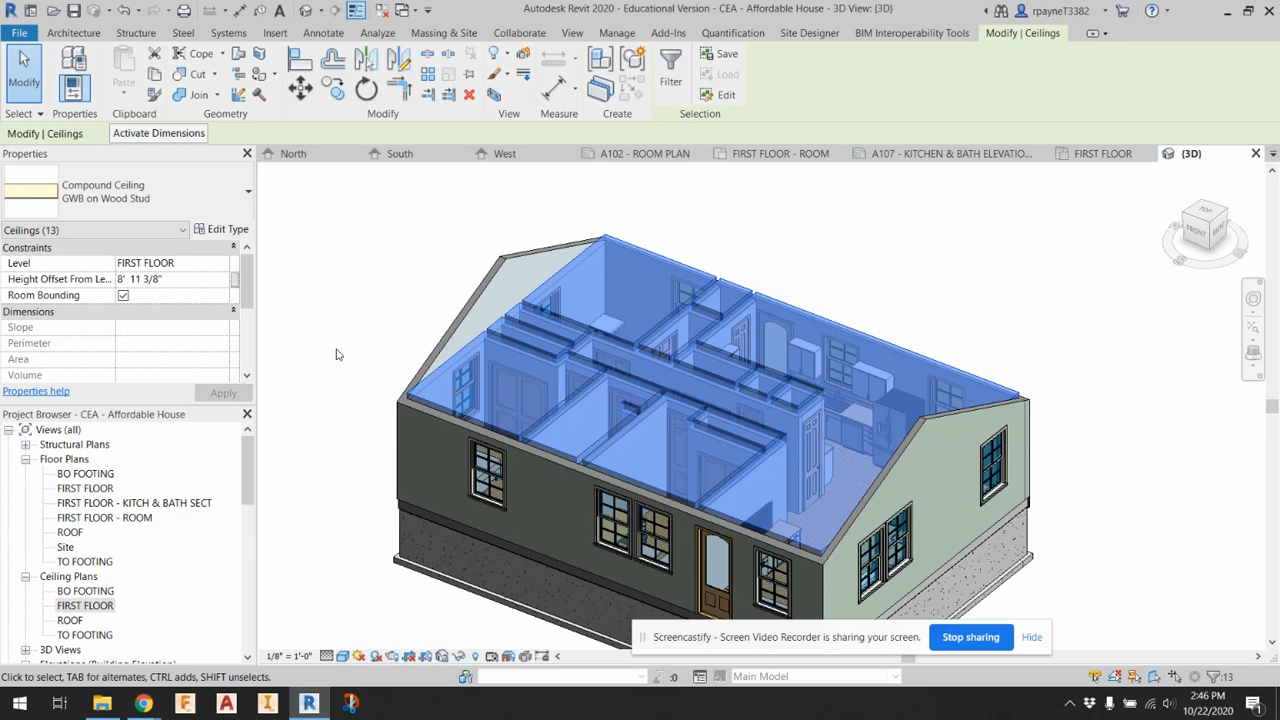 Autodesk Revit 2020 - Educational Version - CEA - Affordable House - 3D View: {3D}
rpayneT3382
File Architecture Structure Steel Systems Insert Annotate Analyze Massing & Site Collaborate View Manage Add-Ins Quantification Site Designer BIM Interoperability Tools Modify | Ceilings
Modify Paste Cope Cut Join Filter Save Load Edit
Select Properties Clipboard Geometry Modify View Measure Create Selection
Modify | Ceilings Activate Dimensions
Properties
North South West A102 - ROOM PLAN FIRST FLOOR - ROOM A107 - KITCHEN & BATH ELEVATIO... FIRST FLOOR {3D}
Compound Ceiling
GWB on Wood Stud
Ceilings (13) Edit Type
Constraints
Level FIRST FLOOR
Height Offset From Le... 8' 11 3/8"
Room Bounding
Dimensions
Slope
Perimeter
Area
Volume
Properties help Apply
TOP
FRONT
Project Browser - CEA - Affordable House
Views (all)
Structural Plans
Floor Plans
BO FOOTING
FIRST FLOOR
FIRST FLOOR - KITCH & BATH SECT
FIRST FLOOR - ROOM
ROOF
Site
TO FOOTING
Ceiling Plans
BO FOOTING
FIRST FLOOR
ROOF
TO FOOTING
3D Views
Elevations (Building Elevation)
Screencastify - Screen Video Recorder is sharing your screen. Stop sharing Hide
1/8" = 1'-0"
Click to select, TAB for alternates, CTRL adds, SHIFT unselects. :0 Main Model :13
2:46 PM
10/22/2020